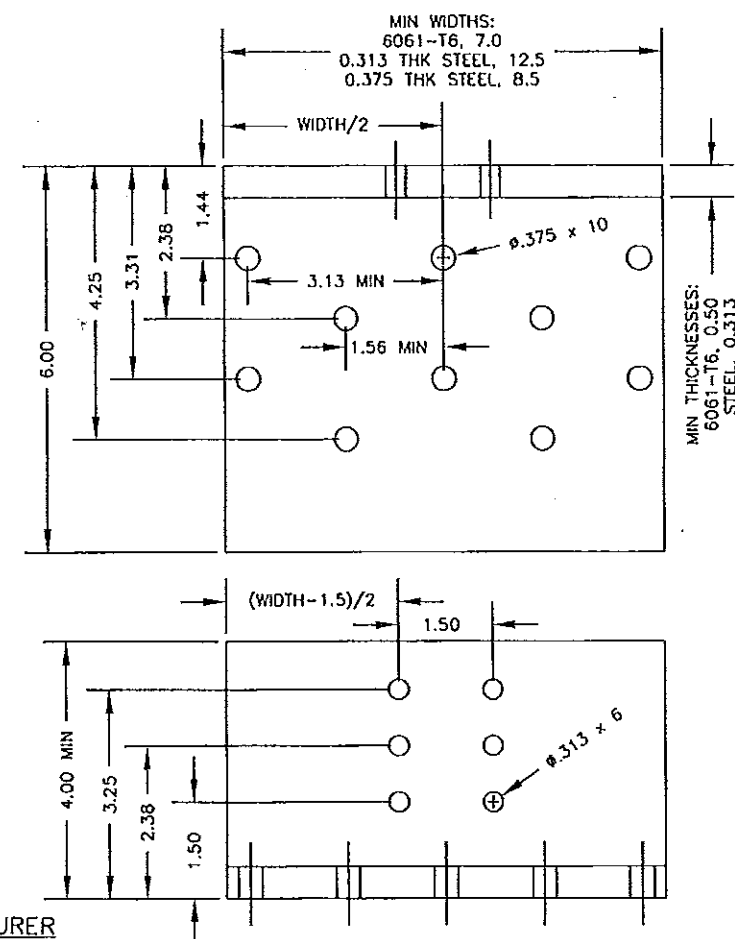 MIN WIDTHS:
6061-T6, 7.0
0.313 THK STEEL, 12.5
0.375 THK STEEL, 8.5
WIDTH/2
1.44
2.38
3.31
4.25
6.00
ø.375 x 10
3.13 MIN
1.56 MIN
MIN THICKNESSES:
6061-T6, 0.50
STEEL, 0.313
(WIDTH-1.5)/2
1.50
4.00 MIN
3.25
2.38
1.50
ø.313 x 6
URER